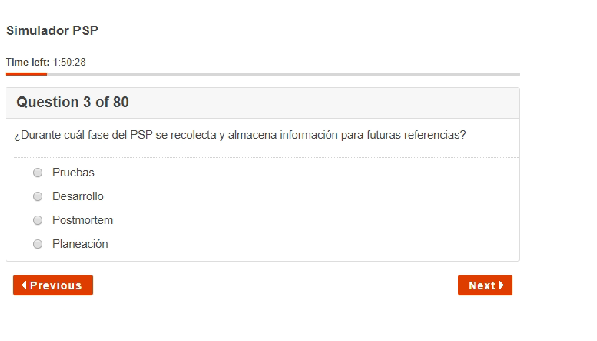 Simulador PSP
Time left: 1:50:28
Question 3 of 80
¿Durante cuál fase del PSP se recolecta y almacena información para futuras referencias?
Pruebas
Desarrollo
Postmortem
Planeación
Previous
Next